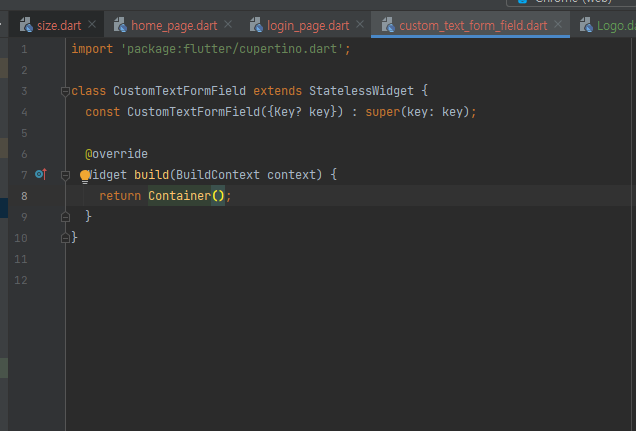 Chrome (web)
size.dart home_page.dart login_page.dart custom_text_form_field.dart Logo.da
1 import 'package:flutter/cupertino.dart';
2
3 class CustomTextFormField extends StatelessWidget {
4 const CustomTextFormField({Key? key}) : super(key: key);
5
6 @override
7 Widget build(BuildContext context) {
8 return Container();
9 }
10 }
11
12